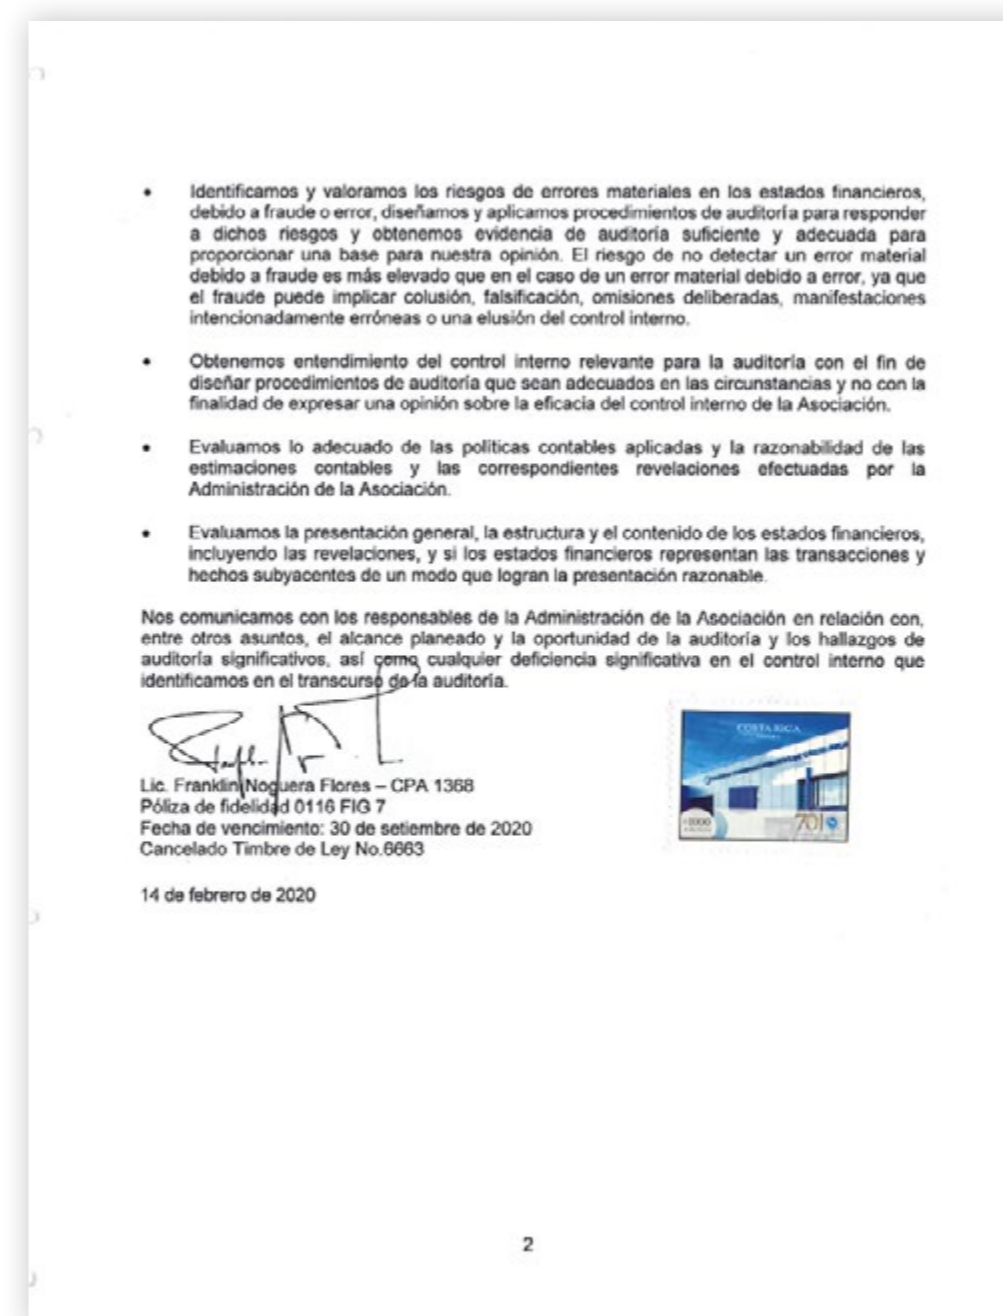 • Identificamos y valoramos los riesgos de errores materiales en los estados financieros,
debido a fraude o error, diseñamos y aplicamos procedimientos de auditoría para responder
a dichos riesgos y obtenemos evidencia de auditoría suficiente y adecuada para
proporcionar una base para nuestra opinión. El riesgo de no detectar un error material
debido a fraude es más elevado que en el caso de un error material debido a error, ya que
el fraude puede implicar colusión, falsificación, omisiones deliberadas, manifestaciones
intencionadamente erróneas o una elusión del control interno.
• Obtenemos entendimiento del control interno relevante para la auditoría con el fin de
diseñar procedimientos de auditoría que sean adecuados en las circunstancias y no con la
finalidad de expresar una opinión sobre la eficacia del control interno de la Asociación.
• Evaluamos lo adecuado de las políticas contables aplicadas y la razonabilidad de las
estimaciones contables y las correspondientes revelaciones efectuadas por la
Administración de la Asociación.
• Evaluamos la presentación general, la estructura y el contenido de los estados financieros,
incluyendo las revelaciones, y si los estados financieros representan las transacciones y
hechos subyacentes de un modo que logran la presentación razonable.
Nos comunicamos con los responsables de la Administración de la Asociación en relación con,
entre otros asuntos, el alcance planeado y la oportunidad de la auditoría y los hallazgos de
auditoría significativos, así como cualquier deficiencia significativa en el control interno que
identificamos en el transcurso de la auditoría.
Lic. Franklin Noguera Flores – CPA 1368
Póliza de fidelidad 0116 FIG 7
Fecha de vencimiento: 30 de setiembre de 2020
Cancelado Timbre de Ley No.6663
COSTA RICA
70
14 de febrero de 2020
2